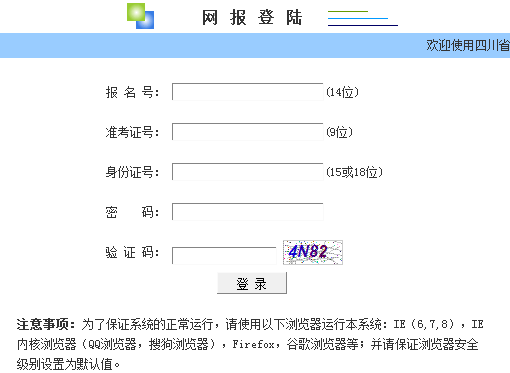 网 报 登 陆
欢迎使用四川省
报 名 号: (14位)
准考证号: (9位)
身份证号: (15或18位)
密 码:
验 证 码: 4N82
登 录
注意事项: 为了保证系统的正常运行, 请使用以下浏览器运行本系统: IE (6,7,8), IE
内核浏览器 (QQ浏览器, 搜狗浏览器), Firefox, 谷歌浏览器等; 并请保证浏览器安全
级别设置为默认值。